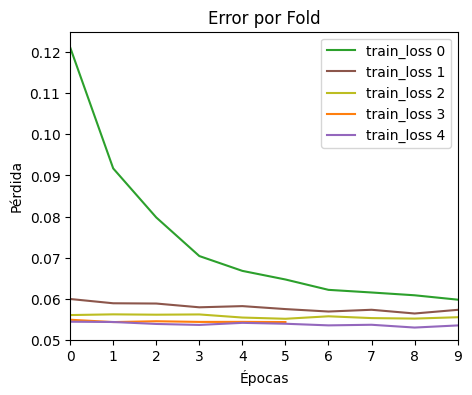 Error por Fold
Pérdida
0.12
0.11
0.10
0.09
0.08
0.07
0.06
0.05
train_loss 0
train_loss 1
train_loss 2
train_loss 3
train_loss 4
0 1 2 3 4 5 6 7 8 9
Épocas